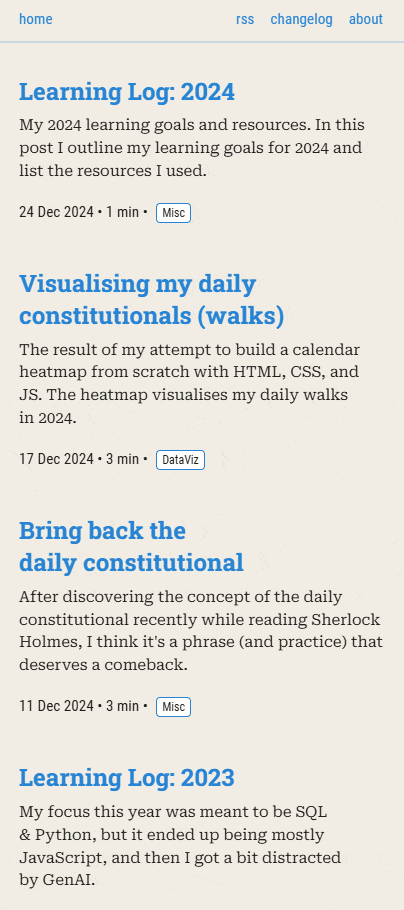 home rss changelog about
Learning Log: 2024
My 2024 learning goals and resources. In this
post I outline my learning goals for 2024 and
list the resources I used.
24 Dec 2024 • 1 min • Misc
Visualising my daily
constitutionals (walks)
The result of my attempt to build a calendar
heatmap from scratch with HTML, CSS, and
JS. The heatmap visualises my daily walks
in 2024.
17 Dec 2024 • 3 min • DataViz
Bring back the
daily constitutional
After discovering the concept of the daily
constitutional recently while reading Sherlock
Holmes, I think it's a phrase (and practice) that
deserves a comeback.
11 Dec 2024 • 3 min • Misc
Learning Log: 2023
My focus this year was meant to be SQL
& Python, but it ended up being mostly
JavaScript, and then I got a bit distracted
by GenAI.